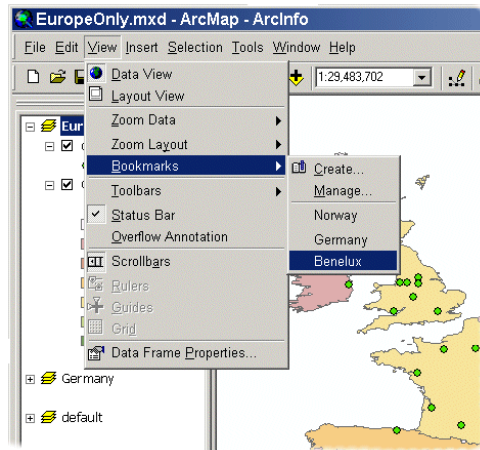 EuropeOnly.mxd - ArcMap - ArcInfo
File Edit View Insert Selection Tools Window Help
1:29,483,702
Data View
Layout View
Zoom Data
Zoom Layout
Bookmarks
Toolbars
Status Bar
Overflow Annotation
Scrollbars
Rulers
Guides
Grid
Data Frame Properties...
Create...
Manage...
Norway
Germany
Benelux
Eur
Germany
default